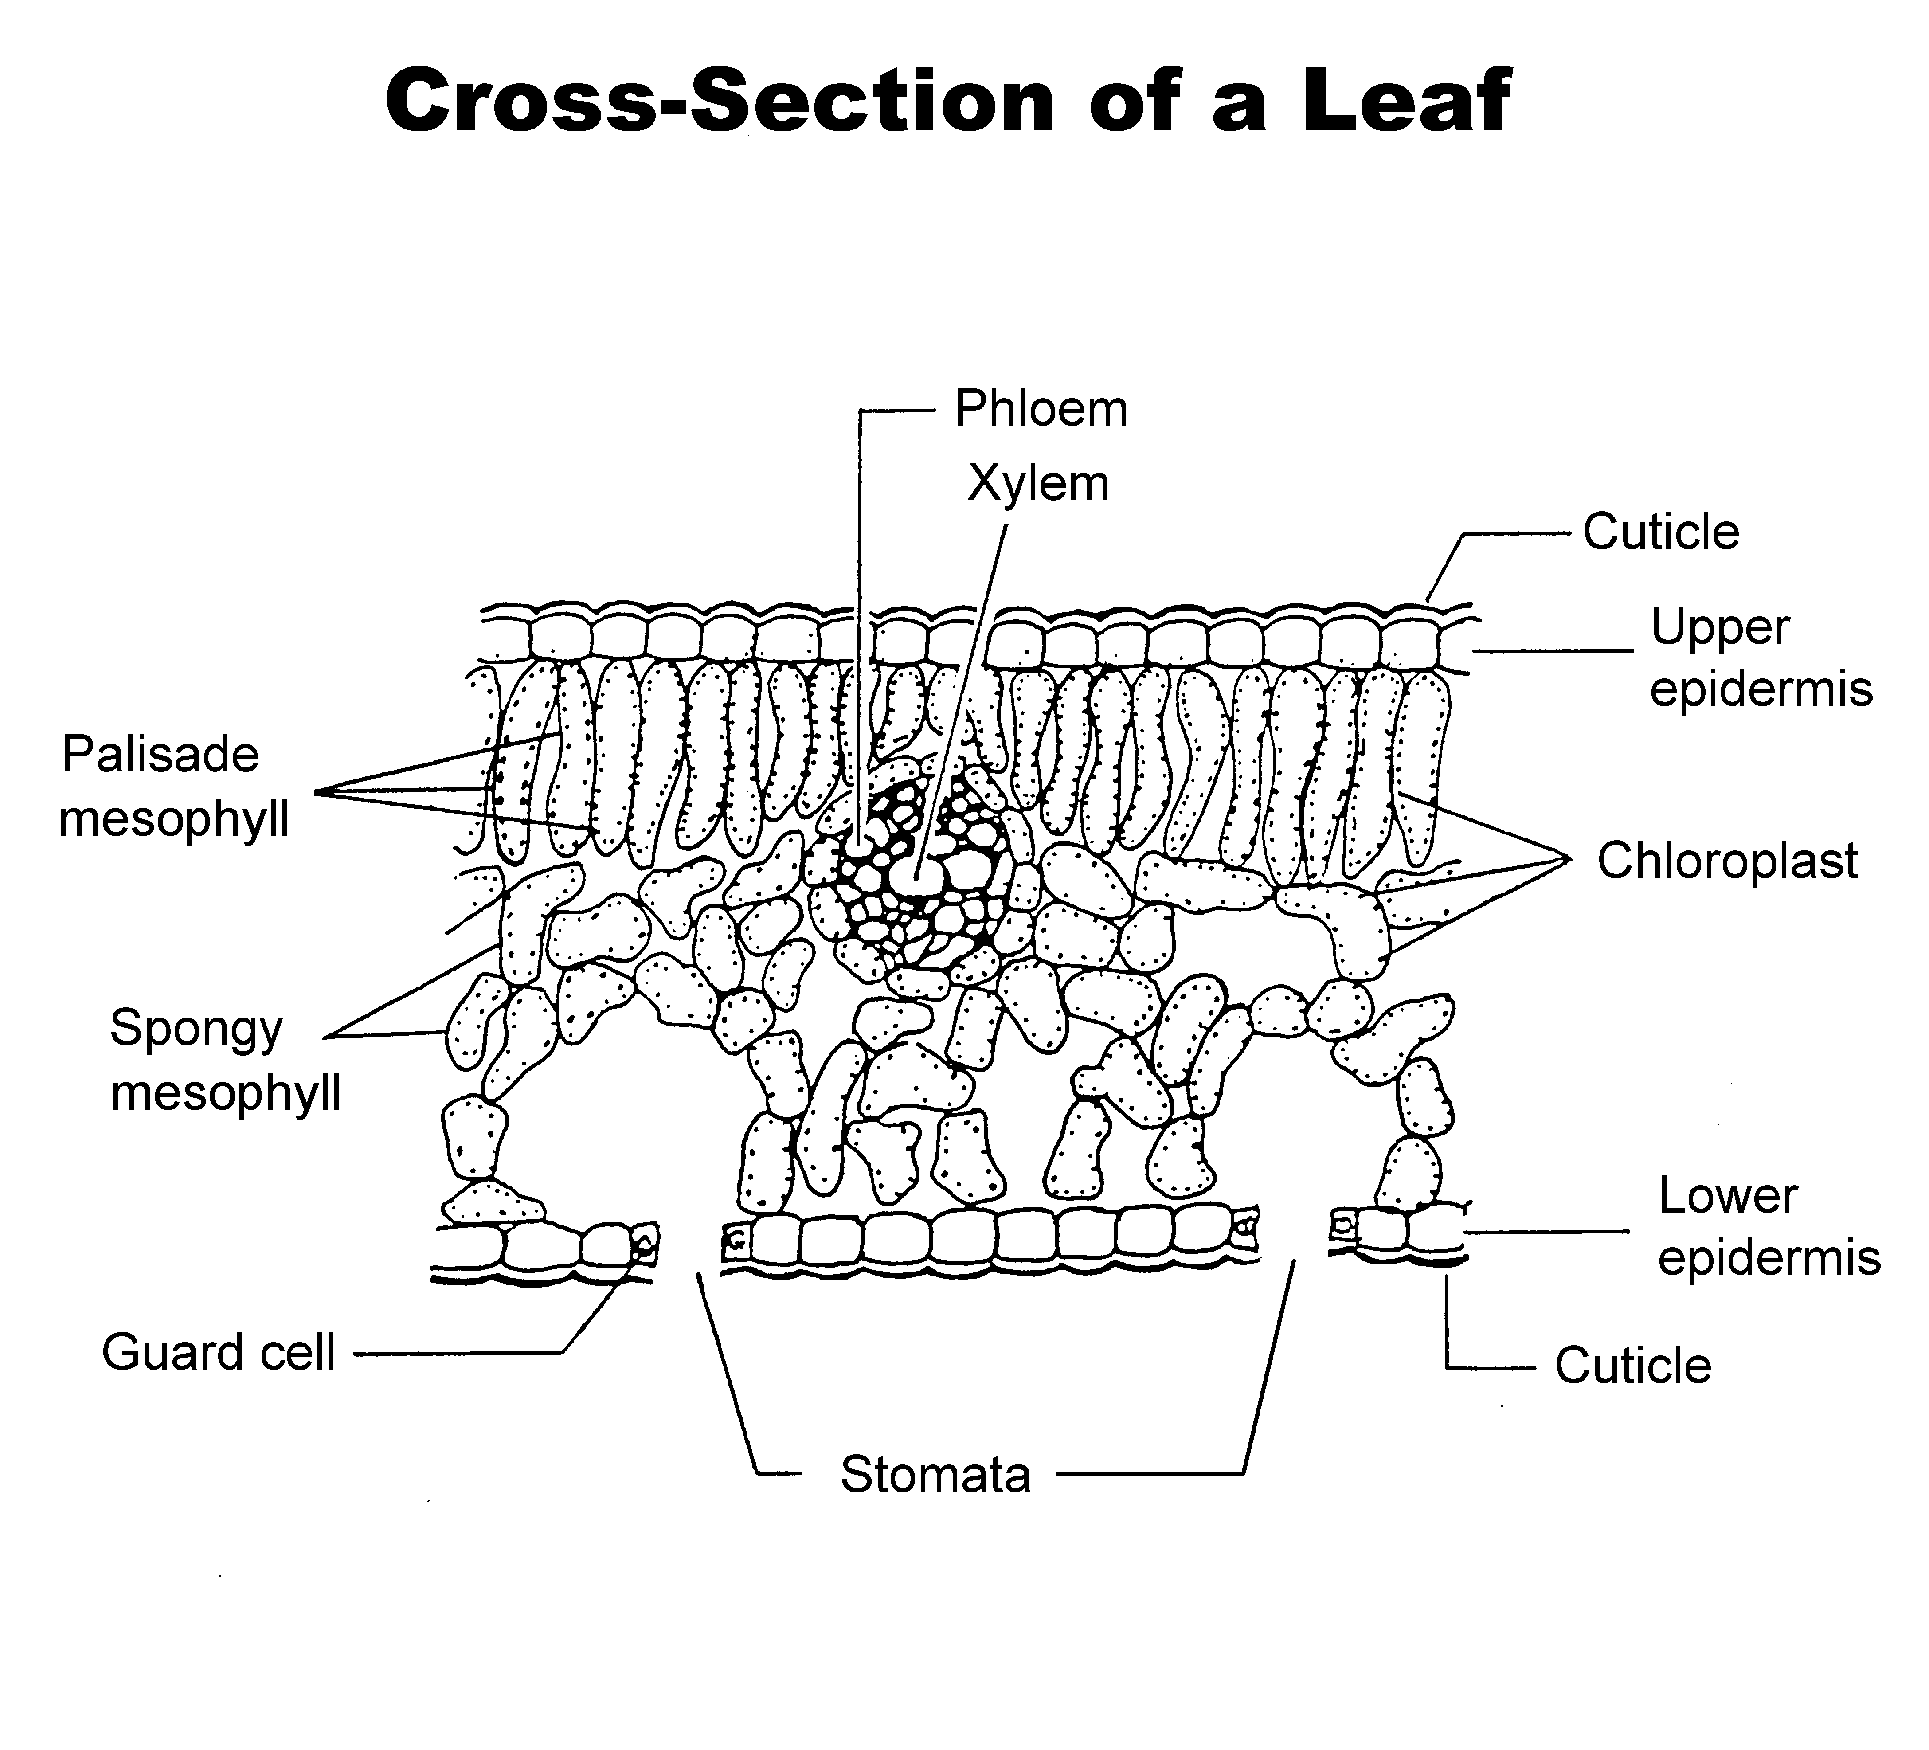 Cross-Section of a Leaf
Phloem
Xylem
Cuticle
Upper
epidermis
Palisade
mesophyll
Chloroplast
Spongy
mesophyll
Lower
epidermis
Guard cell
Cuticle
Stomata